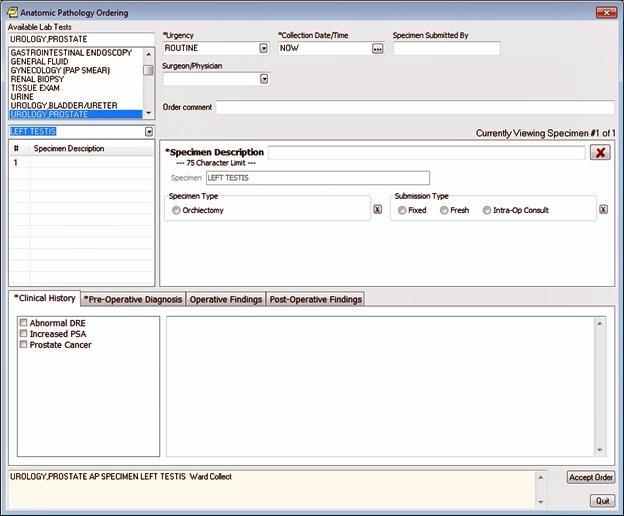 Anatomic Pathology Ordering
Available Lab Tests
UROLOGY,PROSTATE
GASTROINTESTINAL ENDOSCOPY
GENERAL FLUID
GYNECOLOGY (PAP SMEAR)
RENAL BIOPSY
TISSUE EXAM
URINE
UROLOGY,BLADDER/URETER
UROLOGY,PROSTATE
LEFT TESTIS
*Urgency
ROUTINE
*Collection Date/Time
NOW
...
Specimen Submitted By
Surgeon/Physician
Order comment
Currently Viewing Specimen #1 of 1
# Specimen Description
1
*Specimen Description
--- 75 Character Limit ---
Specimen LEFT TESTIS
Specimen Type
Orchiectomy
X
Submission Type
Fixed Fresh Intra-Op Consult
X
*Clinical History *Pre-Operative Diagnosis Operative Findings Post-Operative Findings
Abnormal DRE
Increased PSA
Prostate Cancer
UROLOGY,PROSTATE AP SPECIMEN LEFT TESTIS Ward Collect
Accept Order
Quit